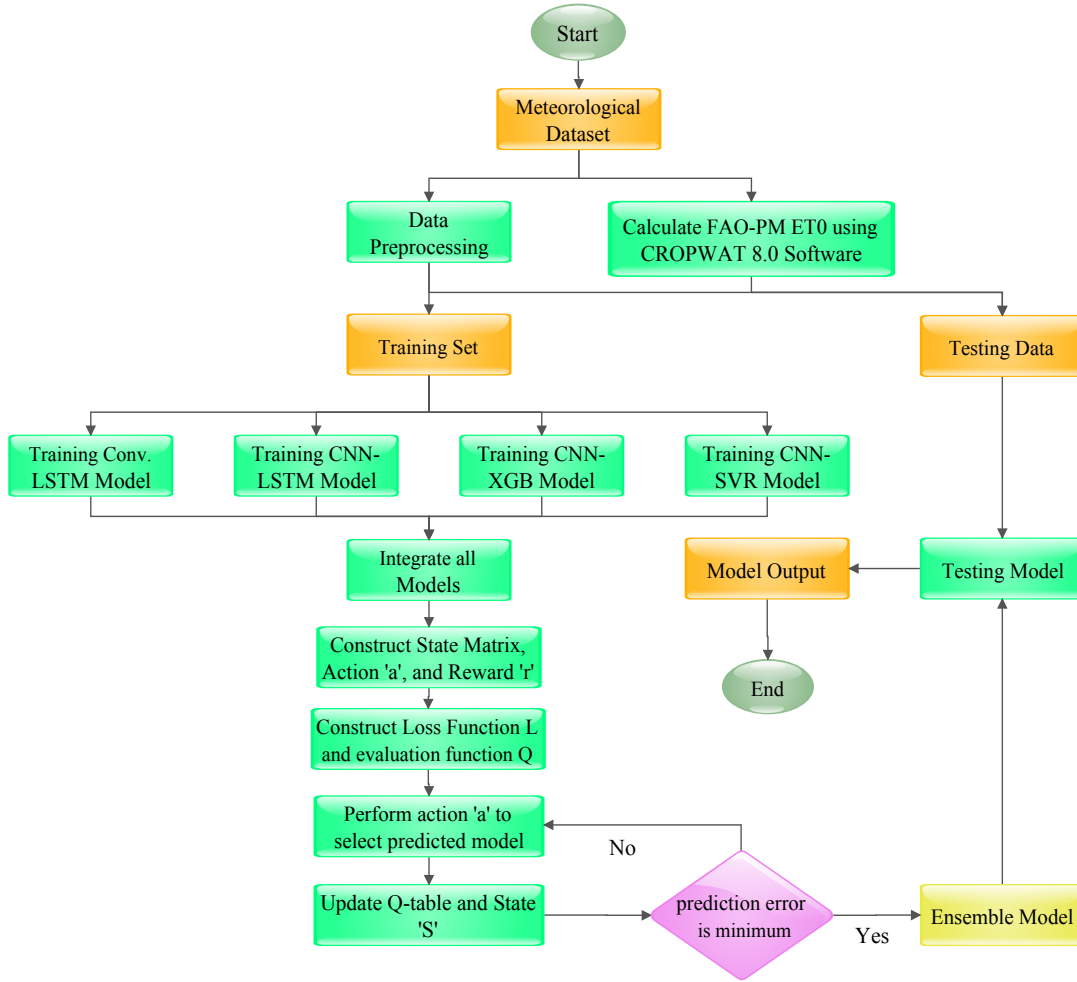 Start
Meteorological
Dataset
Data
Preprocessing
Calculate FAO-PM ET0 using
CROPWAT 8.0 Software
Training Set
Testing Data
Training Conv.
LSTM Model
Training CNN-
LSTM Model
Training CNN-
XGB Model
Training CNN-
SVR Model
Integrate all
Models
Model Output
Testing Model
Construct State Matrix,
Action 'a', and Reward 'r'
End
Construct Loss Function L
and evaluation function Q
Perform action 'a' to
select predicted model
No
Update Q-table and State
'S'
prediction error
is minimum
Yes
Ensemble Model